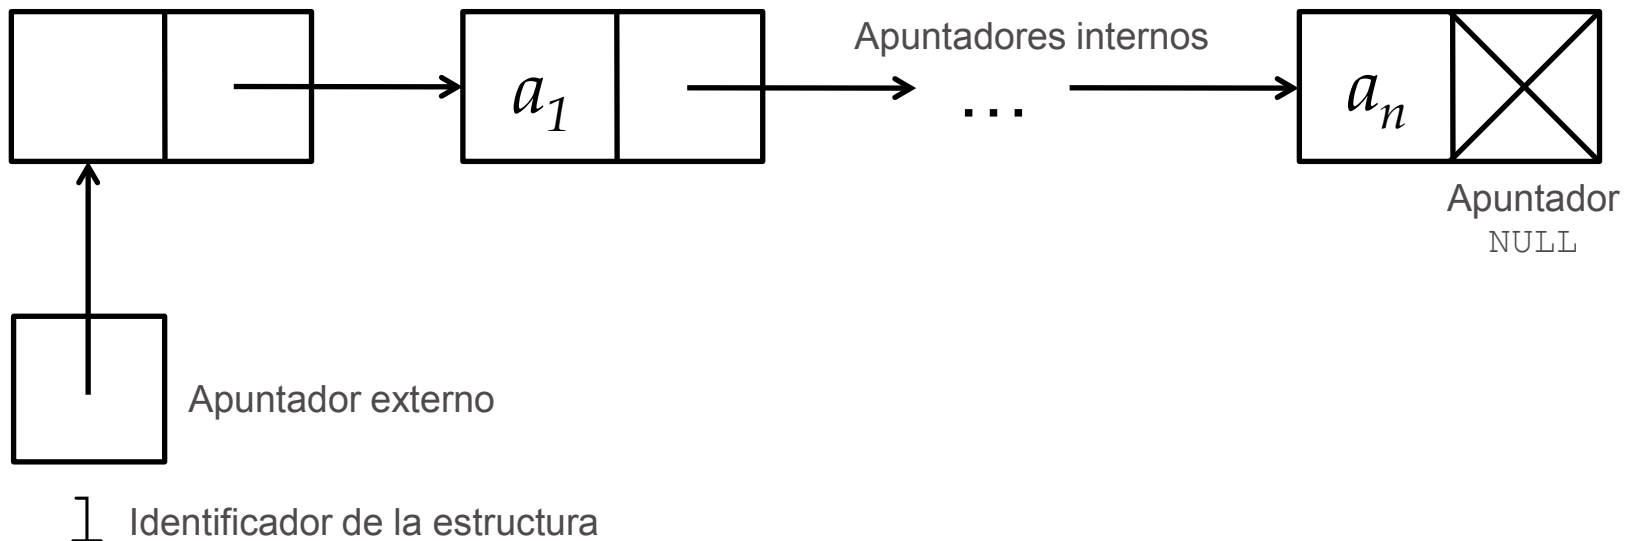 Apuntadores internos
a1
...
an
Apuntador
NULL
Apuntador externo
l Identificador de la estructura